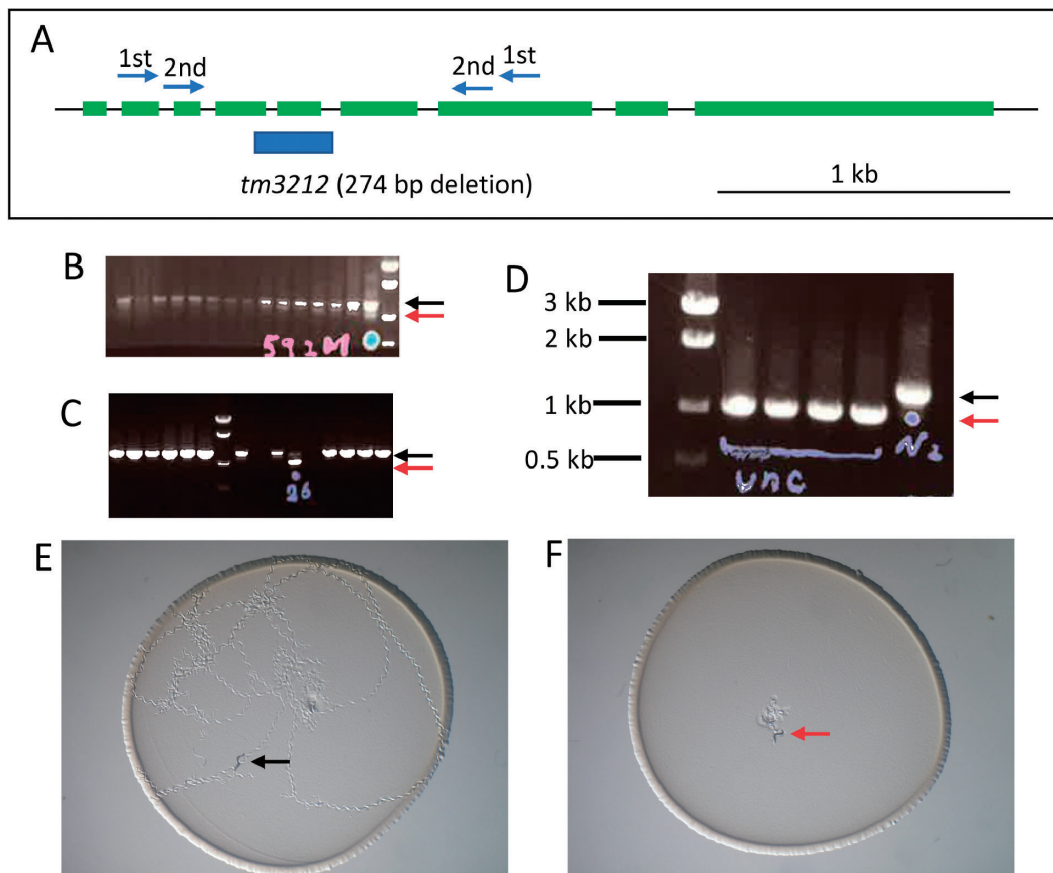 A
1st
2nd
2nd
1st
tm3212 (274 bp deletion)
1 kb
B
592M
C
26
D
3 kb
2 kb
1 kb
0.5 kb
unc
N2
E
F